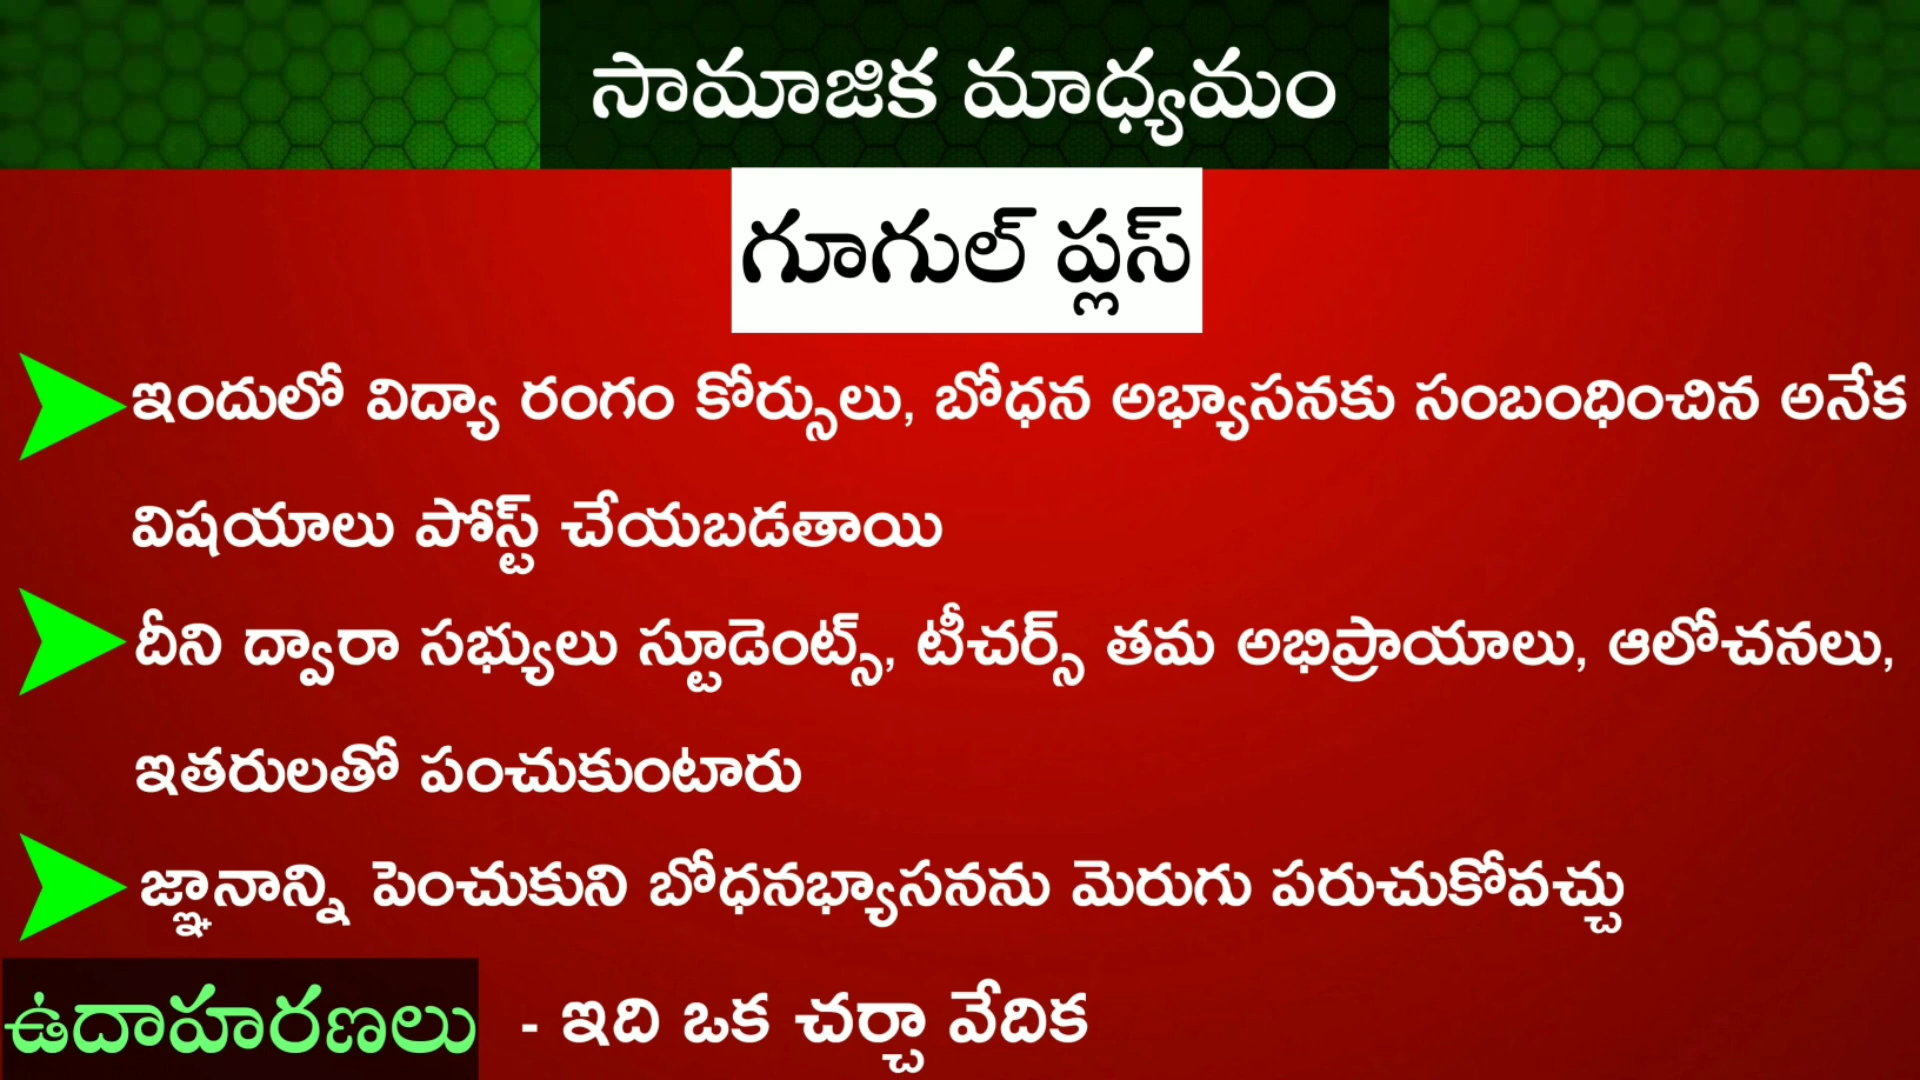 సామాజిక మాధ్యమం
గూగుల్ ప్లస్
ఇందులో విద్యా రంగం కోర్సులు, బోధన అభ్యాసనకు సంబంధించిన అనేక
విషయాలు పోస్ట్ చేయబడతాయి
దీని ద్వారా సభ్యులు స్టూడెంట్స్, టీచర్స్ తమ అభిప్రాయాలు, ఆలోచనలు,
ఇతరులతో పంచుకుంటారు
జ్ఞానాన్ని పెంచుకుని బోధనభ్యాసనను మెరుగు పరుచుకోవచ్చు
ఉదాహరణలు - ఇది ఒక చర్చా వేదిక